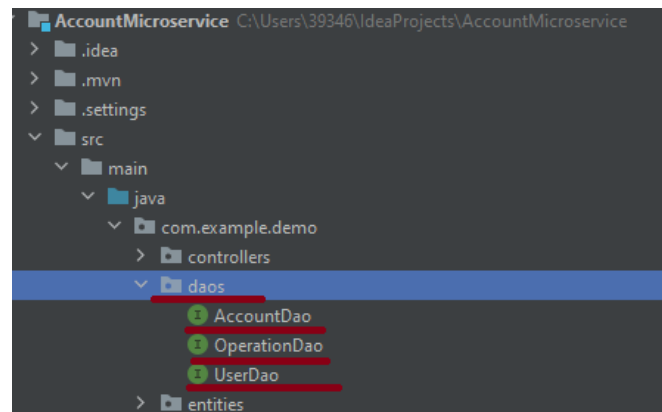 AccountMicroservice C:\Users\39346\IdeaProjects\AccountMicroservice
.idea
.mvn
.settings
src
main
java
com.example.demo
controllers
daos
I AccountDao
I OperationDao
I UserDao
entities